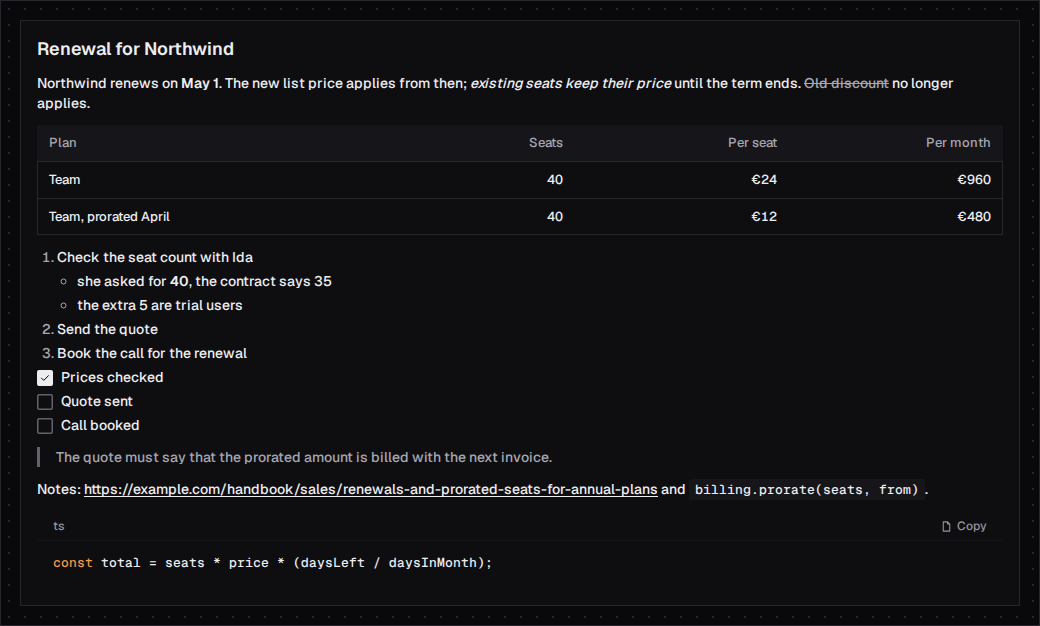 Renewal for Northwind
Northwind renews on May 1. The new list price applies from then; existing seats keep their price until the term ends. Old discount no longer
applies.
Plan Seats Per seat Per month
Team 40 €24 €960
Team, prorated April 40 €12 €480
1. Check the seat count with Ida
she asked for 40, the contract says 35
the extra 5 are trial users
2. Send the quote
3. Book the call for the renewal
Prices checked
Quote sent
Call booked
The quote must say that the prorated amount is billed with the next invoice.
Notes: https://example.com/handbook/sales/renewals-and-prorated-seats-for-annual-plans and billing.prorate(seats, from).
ts Copy
const total = seats * price * (daysLeft / daysInMonth);